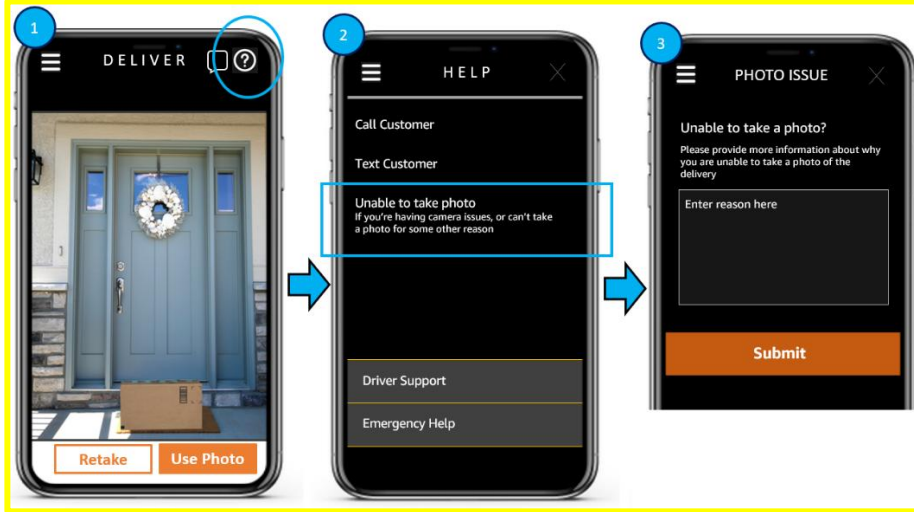 1
DELIVER
Retake
Use Photo
2
HELP
Call Customer
Text Customer
Unable to take photo
If you're having camera issues, or can't take
a photo for some other reason
Driver Support
Emergency Help
3
PHOTO ISSUE
Unable to take a photo?
Please provide more information about why
you are unable to take a photo of the
delivery
Enter reason here
Submit